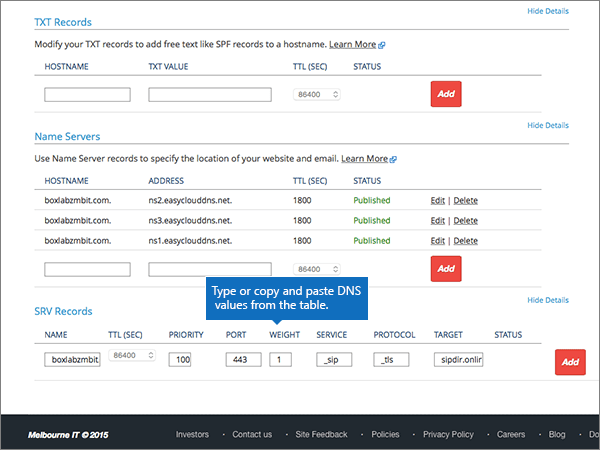 Hide Details
TXT Records
Modify your TXT records to add free text like SPF records to a hostname. Learn More
HOSTNAME TXT VALUE TTL (SEC) STATUS
86400 Add
Hide Details
Name Servers
Use Name Server records to specify the location of your website and email. Learn More
HOSTNAME ADDRESS TTL (SEC) STATUS
boxlabzmbit.com. ns2.easyclouddns.net. 1800 Published Edit | Delete
boxlabzmbit.com. ns3.easyclouddns.net. 1800 Published Edit | Delete
boxlabzmbit.com. ns1.easyclouddns.net. 1800 Published Edit | Delete
86400 Add
Type or copy and paste DNS
values from the table.
Hide Details
SRV Records
NAME TTL (SEC) PRIORITY PORT WEIGHT SERVICE PROTOCOL TARGET STATUS
boxlabzmbit. 86400 100 443 1 _sip _tls sipdir.onlin Add
Melbourne IT © 2015 Investors · Contact us · Site Feedback · Policies · Privacy Policy · Careers · Blog · Do